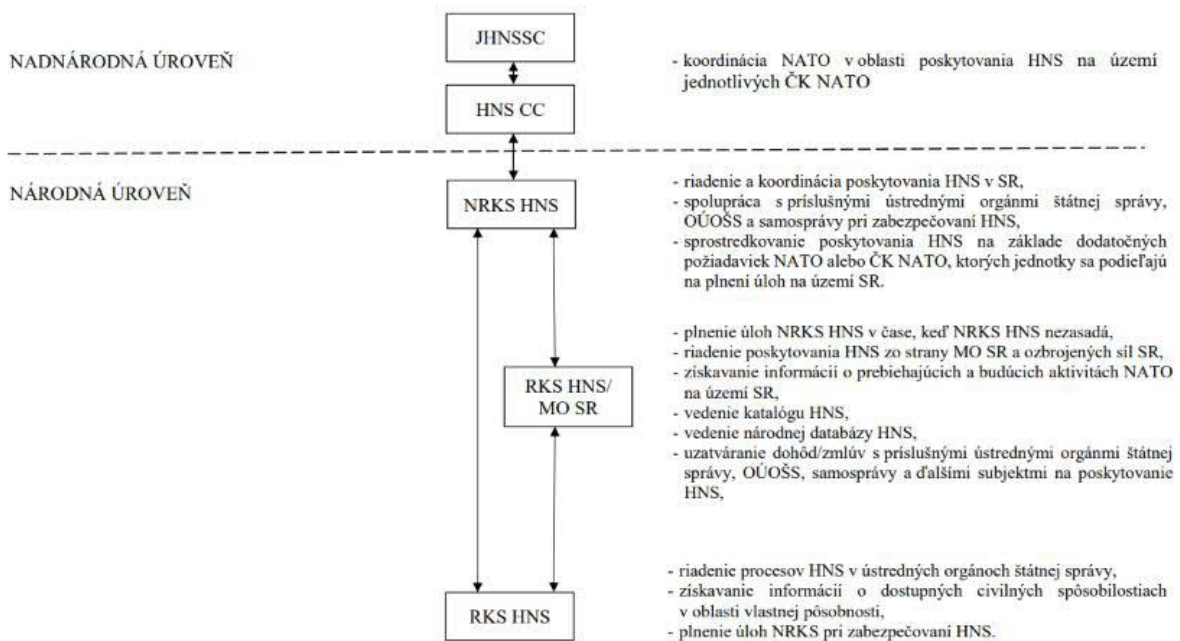 JHNSSC
NADNÁRODNÁ ÚROVEŇ
- koordinácia NATO v oblasti poskytovania HNS na území
jednotlivých ČK NATO
HNS CC
NÁRODNÁ ÚROVEŇ
NRKS HNS
- riadenie a koordinácia poskytovania HNS v SR,
- spolupráca s príslušnými ústrednými orgánmi štátnej správy,
OÚOŠS a samosprávy pri zabezpečovaní HNS,
- sprostredkovanie poskytovania HNS na základe dodatočných
požiadaviek NATO alebo ČK NATO, ktorých jednotky sa podieľajú
na plnení úloh na území SR.
RKS HNS/
MO SR
- plnenie úloh NRKS HNS v čase, keď NRKS HNS nezasadá,
- riadenie poskytovania HNS zo strany MO SR a ozbrojených síl SR,
- získavanie informácií o prebiehajúcich a budúcich aktivitách NATO
na území SR,
- vedenie katalógu HNS,
- vedenie národnej databázy HNS,
- uzatváranie dohôd/zmlúv s príslušnými ústrednými orgánmi štátnej
správy, OÚOŠS, samosprávy a ďalšími subjektmi na poskytovanie
HNS,
RKS HNS
- riadenie procesov HNS v ústredných orgánoch štátnej správy,
- získavanie informácií o dostupných civilných spôsobilostiach
v oblasti vlastnej pôsobnosti,
- plnenie úloh NRKS pri zabezpečovaní HNS.